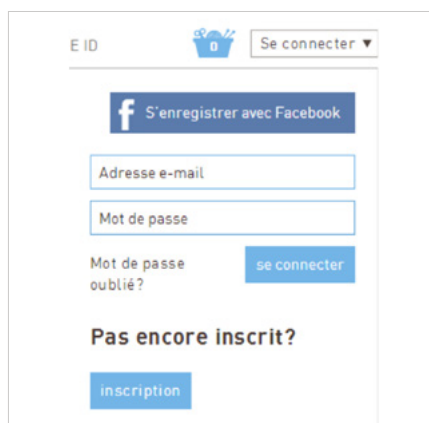 E ID
0
Se connecter ▼
f S'enregistrer avec Facebook
Adresse e-mail
Mot de passe
Mot de passe
oublié?
se connecter
Pas encore inscrit?
inscription